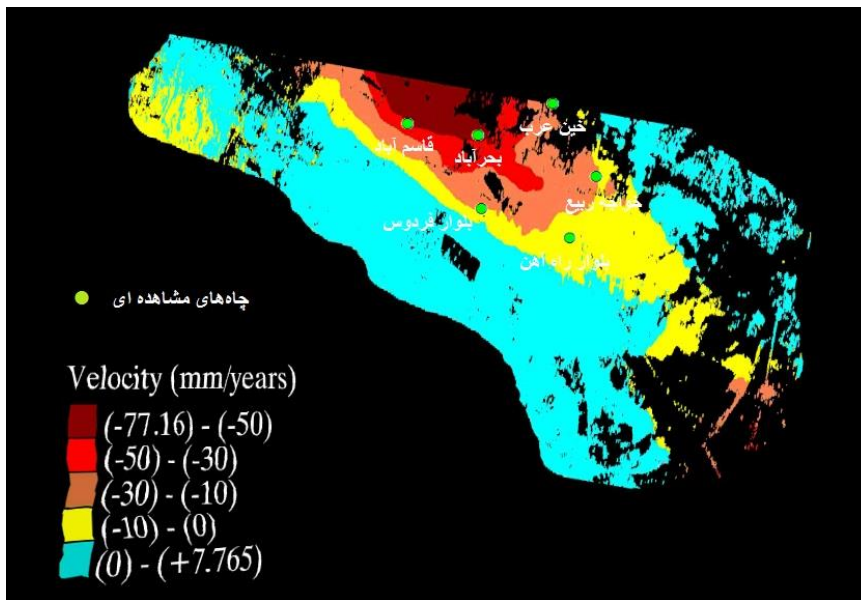 خین عرب
قاسم آباد
بحرآباد
خواجه ربیع
بلوار فردوس
بلوار راه آهن
چاه‌های مشاهده ای
Velocity (mm/years)
(-77.16) - (-50)
(-50) - (-30)
(-30) - (-10)
(-10) - (0)
(0) - (+7.765)